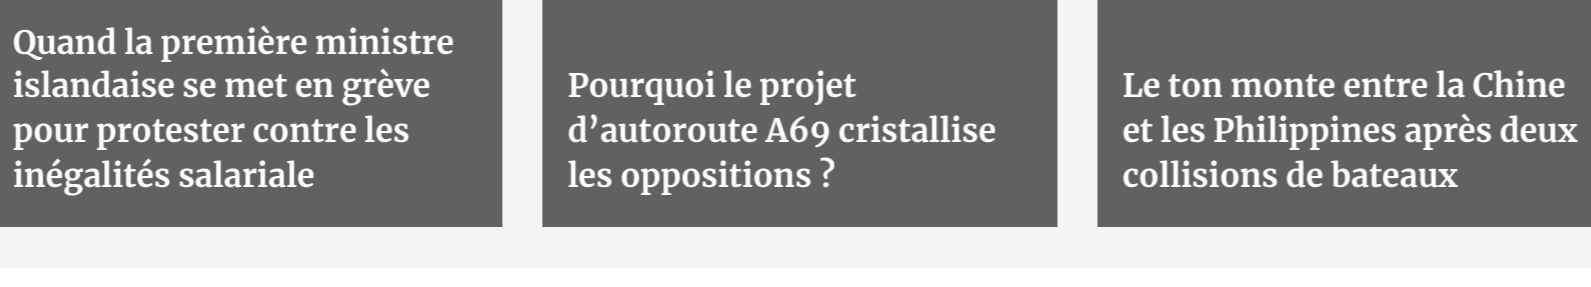 Quand la première ministre
islandaise se met en grève
pour protester contre les
inégalités salariale
Pourquoi le projet
d’autoroute A69 cristallise
les oppositions ?
Le ton monte entre la Chine
et les Philippines après deux
collisions de bateaux